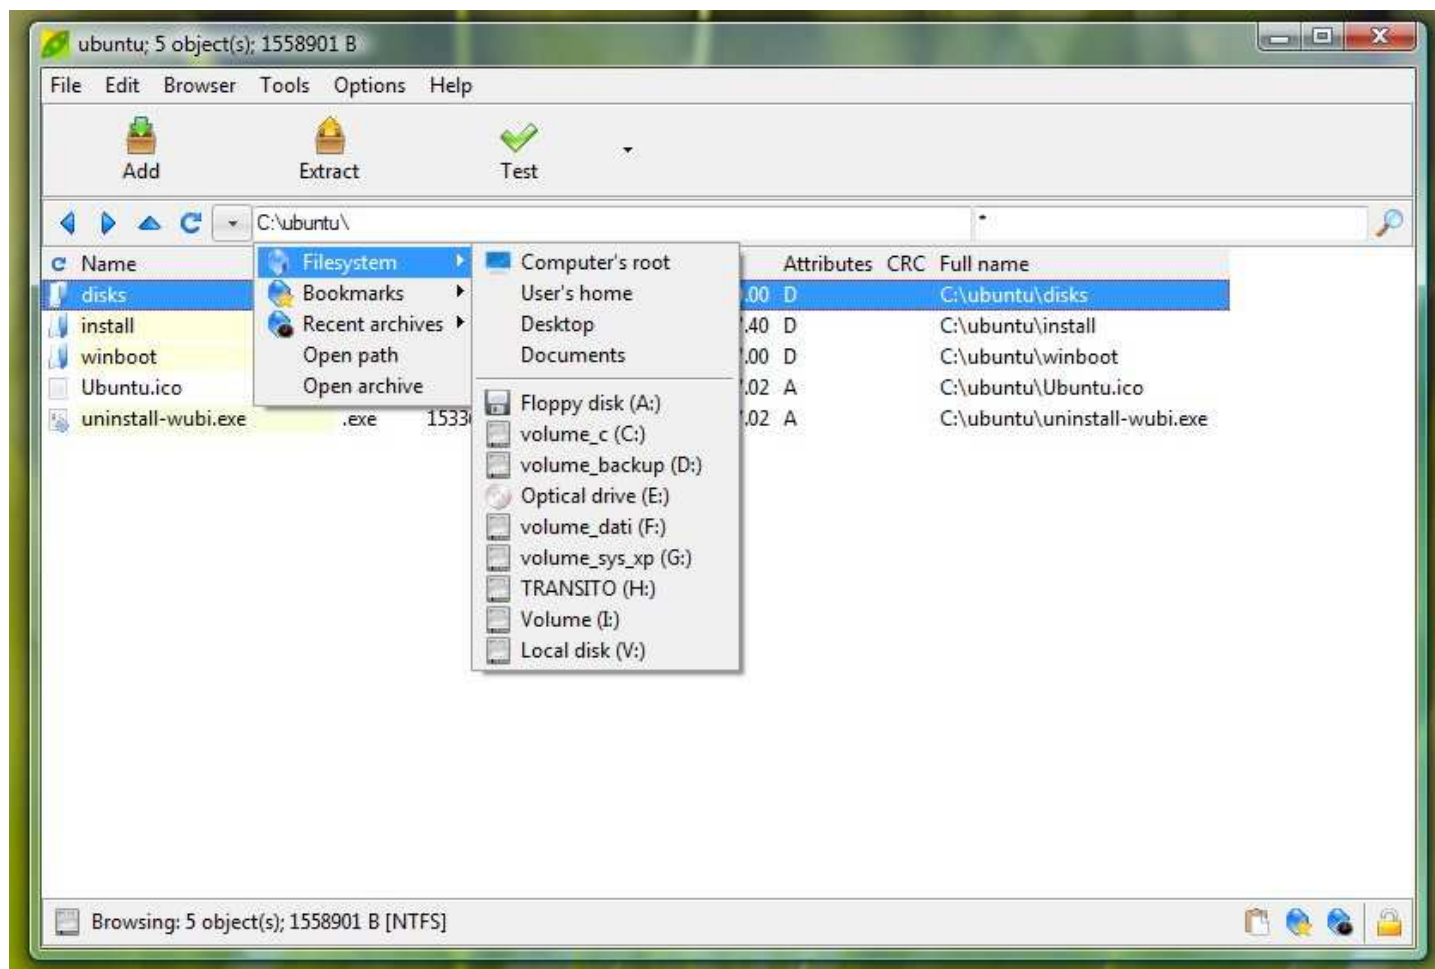 ubuntu; 5 object(s); 1558901 B
File Edit Browser Tools Options Help
Add Extract Test
C:\ubuntu\ *
Name Attributes CRC Full name
Filesystem
Bookmarks
Recent archives
Open path
Open archive
Computer's root
User's home
Desktop
Documents
Floppy disk (A:)
volume_c (C:)
volume_backup (D:)
Optical drive (E:)
volume_dati (F:)
volume_sys_xp (G:)
TRANSITO (H:)
Volume (I:)
Local disk (V:)
disks .00 D C:\ubuntu\disks
install .40 D C:\ubuntu\install
winboot .00 D C:\ubuntu\winboot
Ubuntu.ico .02 A C:\ubuntu\Ubuntu.ico
uninstall-wubi.exe .exe .02 A C:\ubuntu\uninstall-wubi.exe
Browsing: 5 object(s); 1558901 B [NTFS]